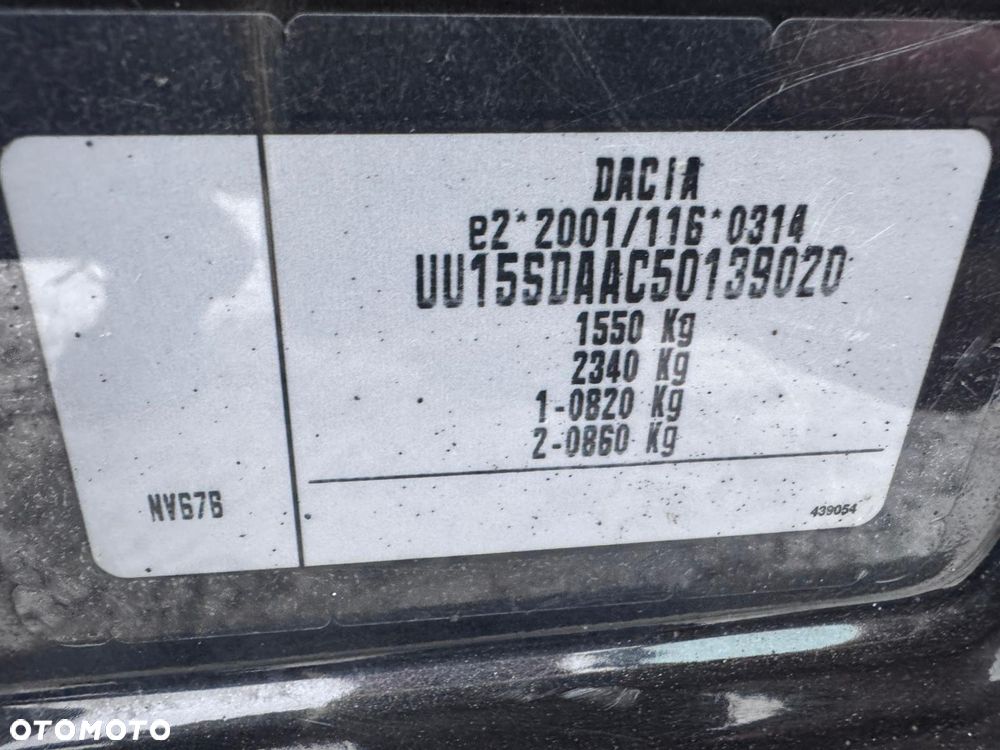 DACIA
e2*2001/116*0314
UU15SDAAC50139020
1550 Kg
2340 Kg
1-0820 Kg
2-0860 Kg
NV676
439054
OTOMOTO